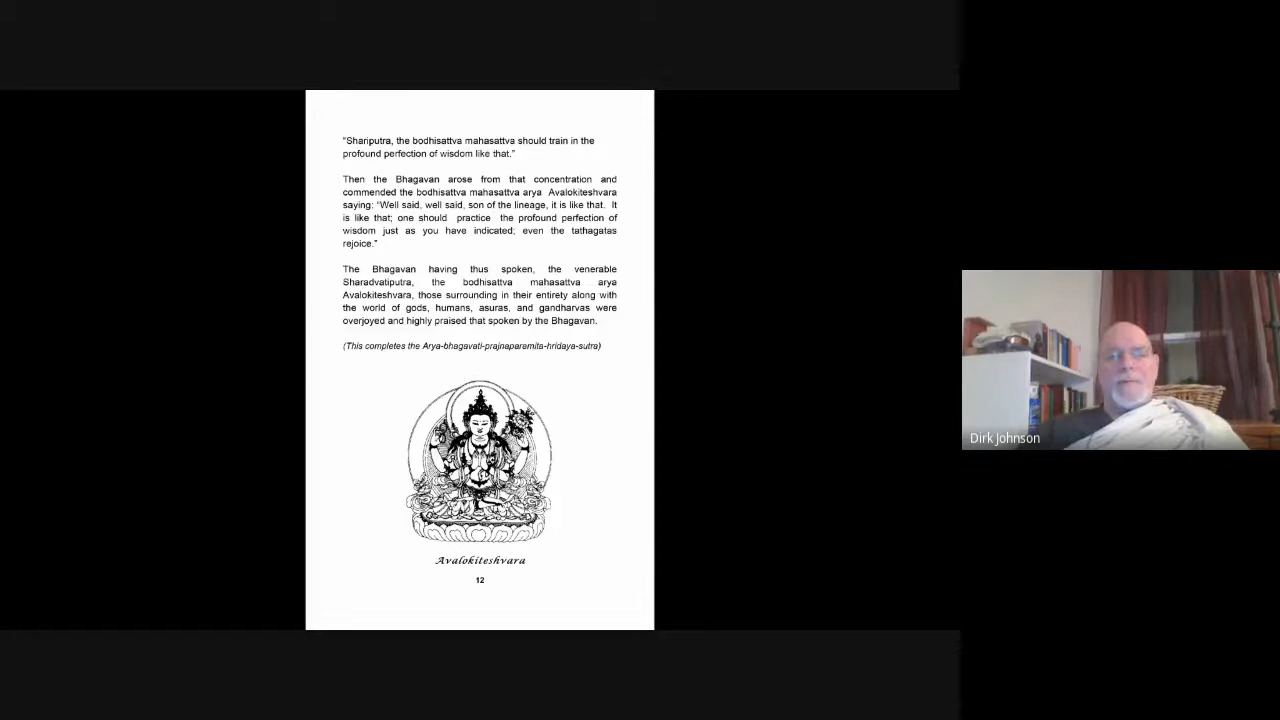 "Shariputra, the bodhisattva mahasattva should train in the
profound perfection of wisdom like that."
Then the Bhagavan arose from that concentration and
commended the bodhisattva mahasattva arya Avalokiteshvara
saying: "Well said, well said, son of the lineage, it is like that. It
is like that; one should practice the profound perfection of
wisdom just as you have indicated; even the tathagatas
rejoice."
The Bhagavan having thus spoken, the venerable
Sharadvatiputra, the bodhisattva mahasattva arya
Avalokiteshvara, those surrounding in their entirety along with
the world of gods, humans, asuras, and gandharvas were
overjoyed and highly praised that spoken by the Bhagavan.
(This completes the Arya-bhagavati-prajnaparamita-hridaya-sutra)
Avalokiteshvara
12
Dirk Johnson